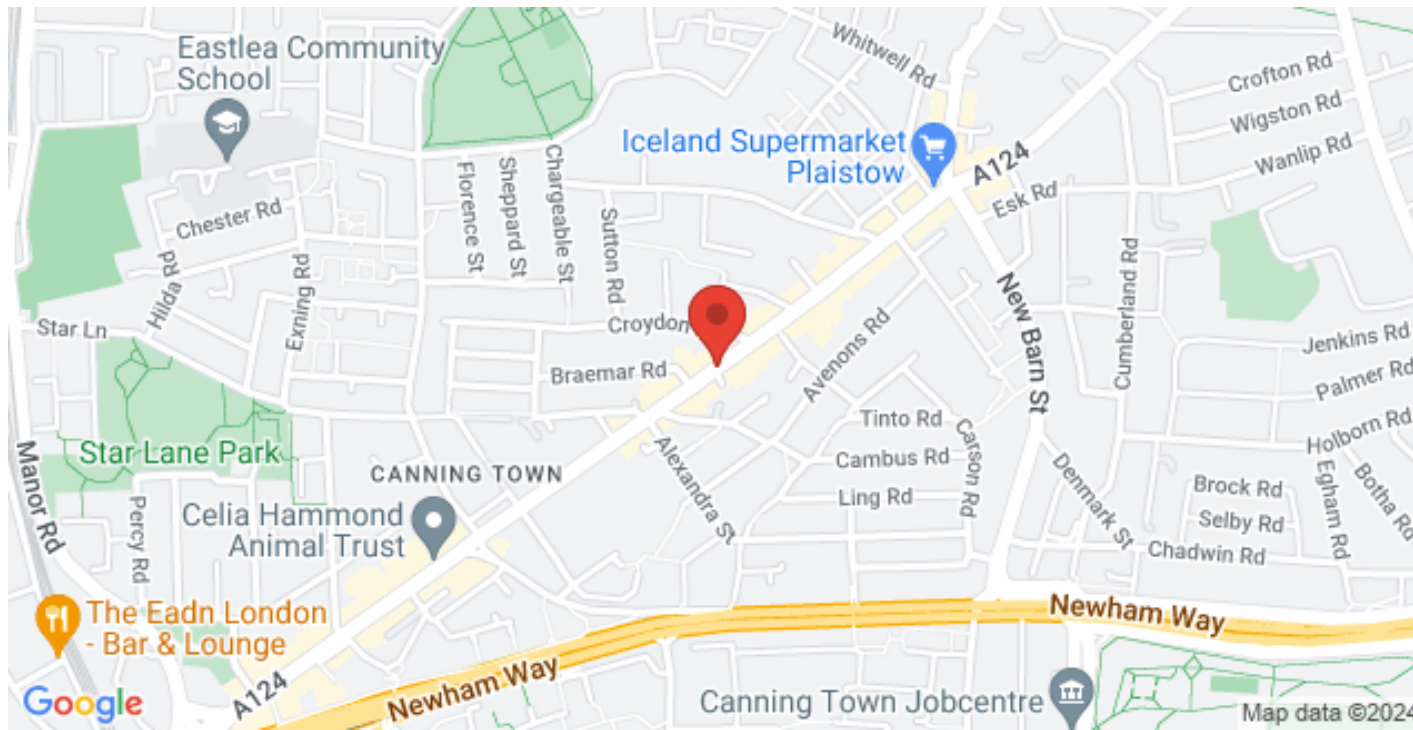 Eastlea Community
School
Whitwell Rd
Crofton Rd
Wigston Rd
Wanlip Rd
Iceland Supermarket
Plaistow
A124
Esk Rd
Florence St
Sheppard St
Chargeable St
Sutton Rd
Chester Rd
Hilda Rd
Exning Rd
Star Ln
Croydon
Braemar Rd
Avenons Rd
New Barn St
Cumberland Rd
Jenkins Rd
Palmer Rd
Holborn Rd
Tinto Rd
Cambus Rd
Ling Rd
Carson Rd
Alexandra St
Denmark St
Brock Rd
Selby Rd
Egham Rd
Botha Rd
Chadwin Rd
Star Lane Park
CANNING TOWN
Manor Rd
Percy Rd
Celia Hammond
Animal Trust
The Eadn London
- Bar & Lounge
A124
Newham Way
Newham Way
Canning Town Jobcentre
Google
Map data ©2024